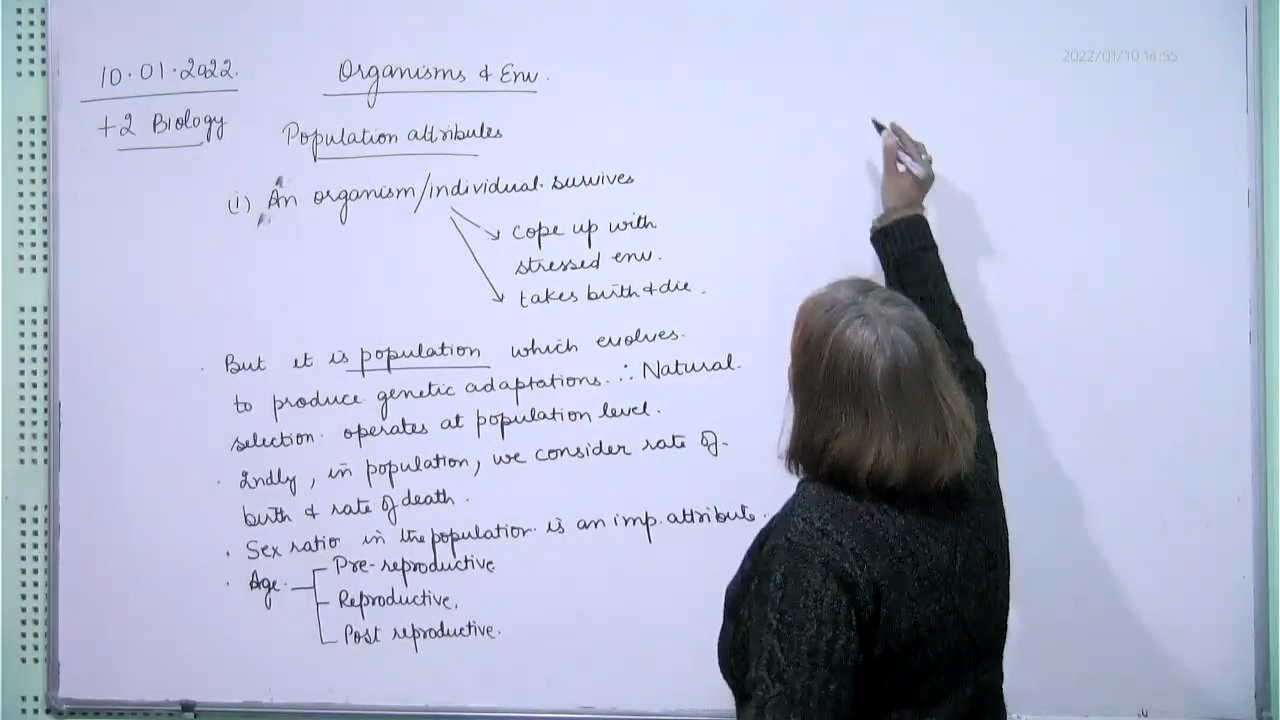 10.01.2022.
Organisms & Env.
2022/01/10 14:55
+2 Biology
Population attributes
(i) An organism/individual survives
cope up with
stressed env.
takes birth & die.
But it is population which evolves.
to produce genetic adaptations. ∴ Natural
selection operates at population level.
2ndly, in population, we consider rate of
birth & rate of death.
Sex ratio in the population is an imp. attribute.
Age
Pre-reproductive
Reproductive.
Post reproductive.